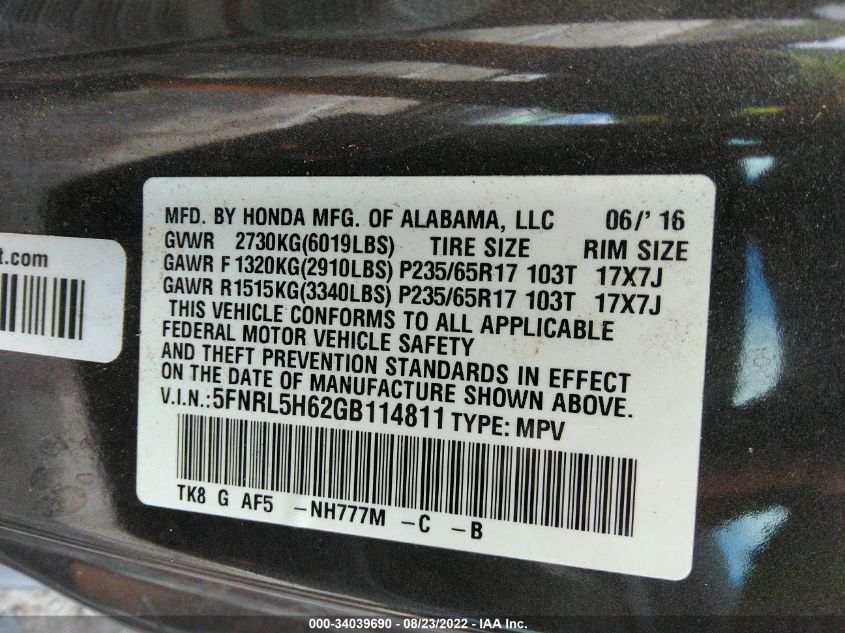 MFD. BY HONDA MFG. OF ALABAMA, LLC 06/' 16
GVWR 2730KG(6019LBS) TIRE SIZE RIM SIZE
GAWR F 1320KG(2910LBS) P235/65R17 103T 17X7J
GAWR R1515KG(3340LBS) P235/65R17 103T 17X7J
THIS VEHICLE CONFORMS TO ALL APPLICABLE
FEDERAL MOTOR VEHICLE SAFETY
AND THEFT PREVENTION STANDARDS IN EFFECT
ON THE DATE OF MANUFACTURE SHOWN ABOVE.
V.I.N.:5FNRL5H62GB114811 TYPE: MPV
TK8 G AF5 -NH777M -C -B
t.com
000-34039690 - 08/23/2022 - IAA Inc.